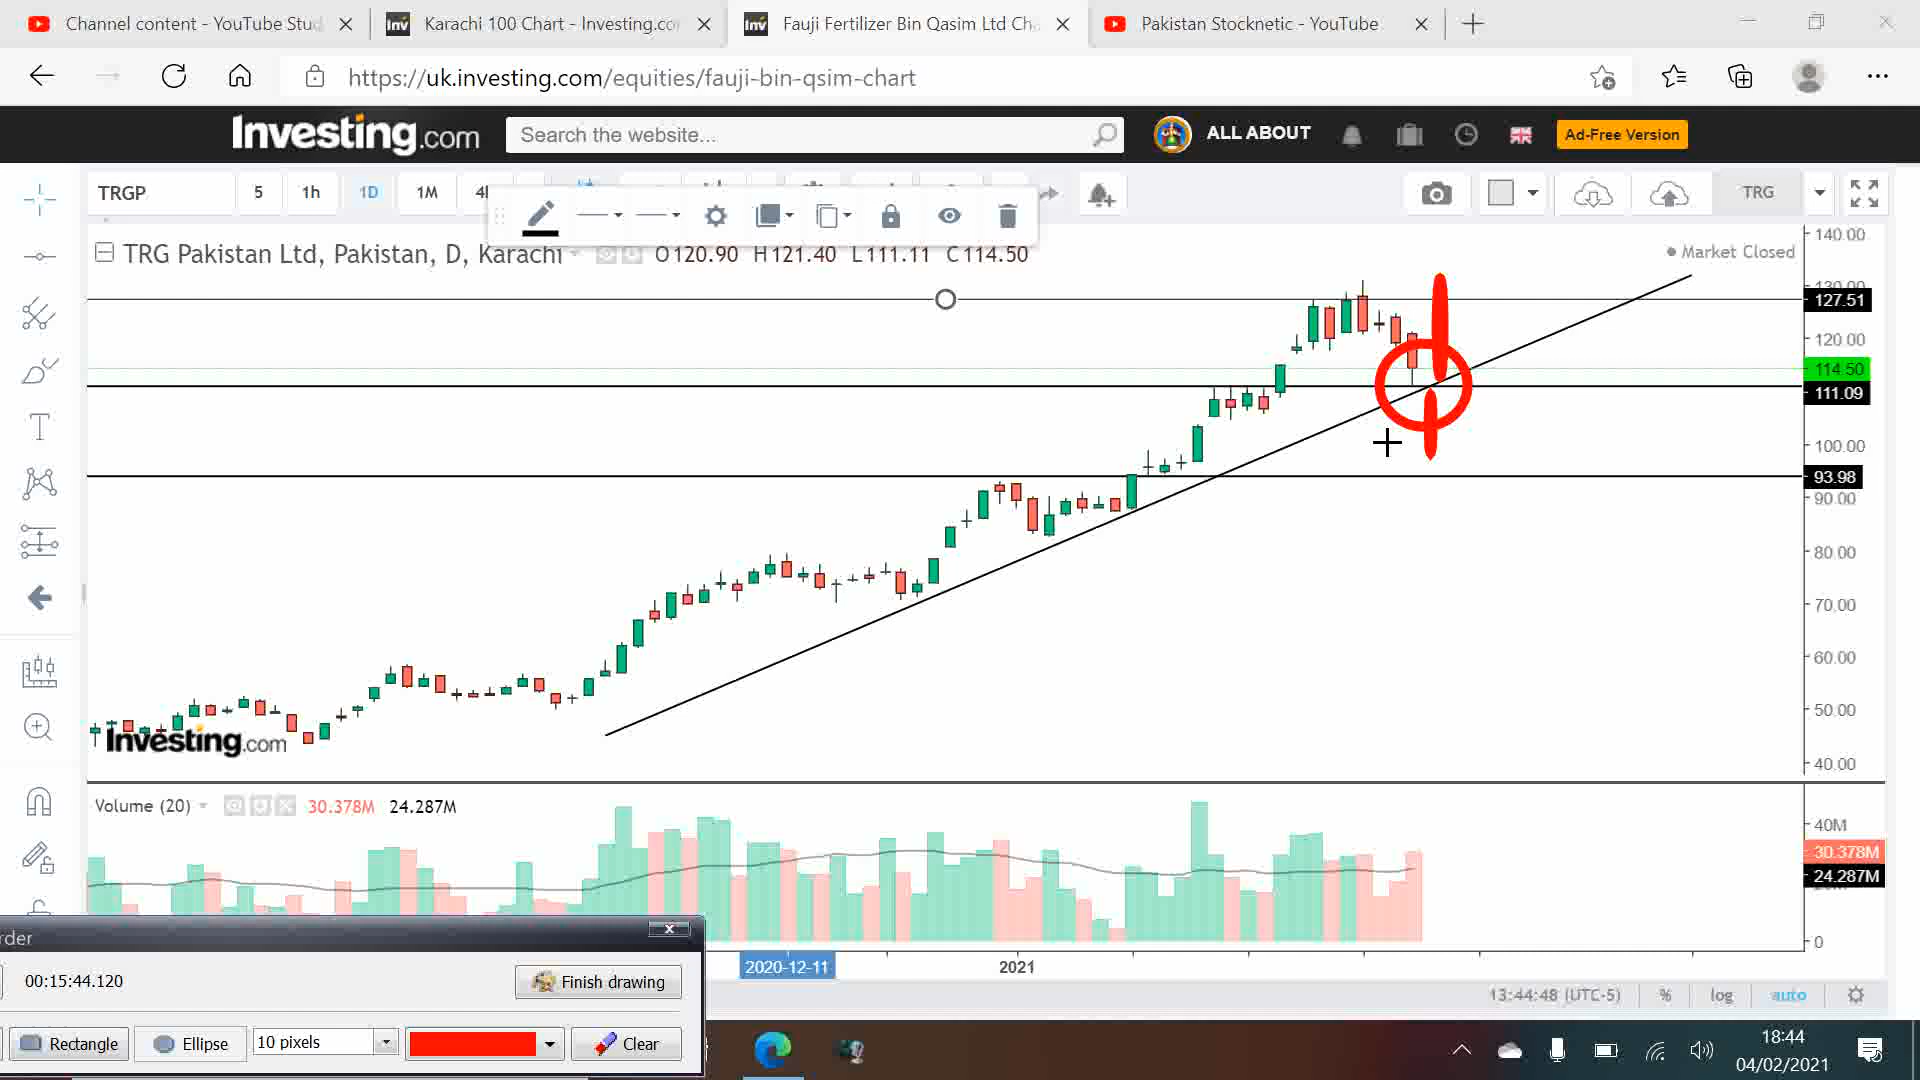 Channel content - YouTube Stud
Karachi 100 Chart - Investing.co
Fauji Fertilizer Bin Qasim Ltd Ch
Pakistan Stocknetic - YouTube
https://uk.investing.com/equities/fauji-bin-qsim-chart
Investing.com
Search the website...
ALL ABOUT
Ad-Free Version
TRGP
5
1h
1D
1M
TRG
TRG Pakistan Ltd, Pakistan, D, Karachi
O120.90 H121.40 L111.11 C114.50
Market Closed
140.00
127.51
120.00
114.50
111.09
100.00
93.98
90.00
80.00
70.00
60.00
50.00
40.00
Investing.com
Volume (20)
30.378M
24.287M
40M
30.378M
24.287M
0
2020-12-11
2021
13:44:48 (UTC-5)
%
log
auto
rder
00:15:44.120
Finish drawing
Rectangle
Ellipse
10 pixels
Clear
18:44
04/02/2021